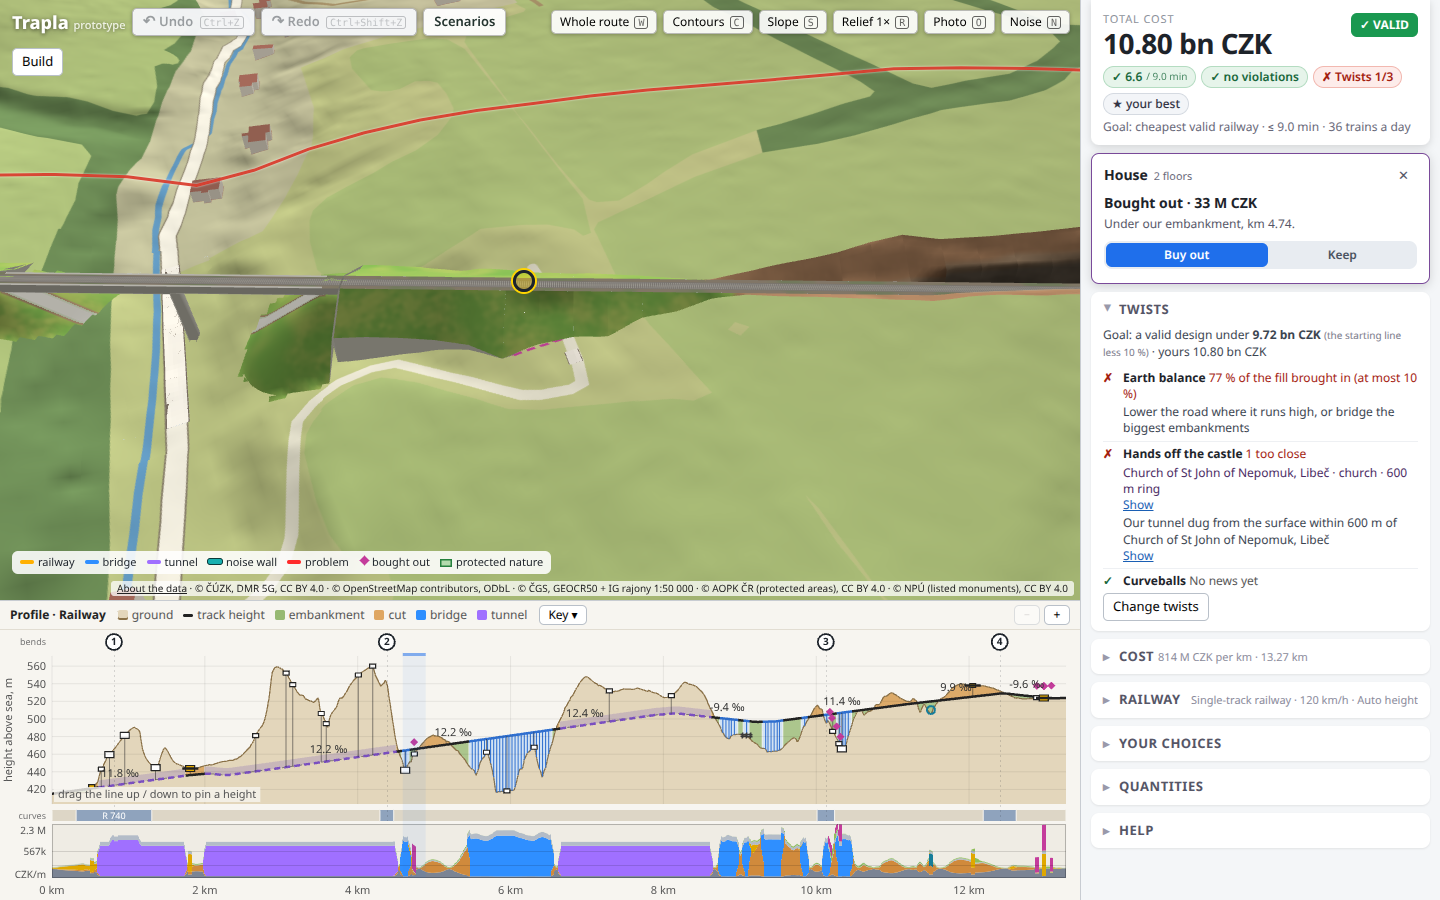 Trapla prototype
↶ Undo Ctrl+Z
↷ Redo Ctrl+Shift+Z
Scenarios
Whole route W
Contours C
Slope S
Relief 1× R
Photo O
Noise N
Build
railway
bridge
tunnel
noise wall
problem
bought out
protected nature
About the data · © ČÚZK, DMR 5G, CC BY 4.0 · © OpenStreetMap contributors, ODbL · © ČGS, GEOCR50 + IG rajony 1:50 000 · © AOPK ČR (protected areas), CC BY 4.0 · © NPÚ (listed monuments), CC BY 4.0
Profile · Railway
ground
track height
embankment
cut
bridge
tunnel
Key ▾
−
+
bends
1
2
3
4
height above sea, m
560
540
520
500
480
460
440
420
11.8 ‰
12.2 ‰
12.2 ‰
12.4 ‰
-9.4 ‰
11.4 ‰
9.9 ‰
-9.6 ‰
drag the line up / down to pin a height
curves
R 740
2.3 M
567k
CZK/m
0 km
2 km
4 km
6 km
8 km
10 km
12 km
TOTAL COST
10.80 bn CZK
✓ VALID
✓ 6.6 / 9.0 min
✓ no violations
✗ Twists 1/3
★ your best
Goal: cheapest valid railway · ≤ 9.0 min · 36 trains a day
House 2 floors
✕
Bought out · 33 M CZK
Under our embankment, km 4.74.
Buy out
Keep
▼ TWISTS
Goal: a valid design under 9.72 bn CZK (the starting line
less 10 %) · yours 10.80 bn CZK
✗ Earth balance 77 % of the fill brought in (at most 10
%)
Lower the road where it runs high, or bridge the
biggest embankments
✗ Hands off the castle 1 too close
Church of St John of Nepomuk, Libeč · church · 600
m ring
Show
Our tunnel dug from the surface within 600 m of
Church of St John of Nepomuk, Libeč
Show
✓ Curveballs No news yet
Change twists
▶ COST 814 M CZK per km · 13.27 km
▶ RAILWAY Single-track railway · 120 km/h · Auto height
▶ YOUR CHOICES
▶ QUANTITIES
▶ HELP